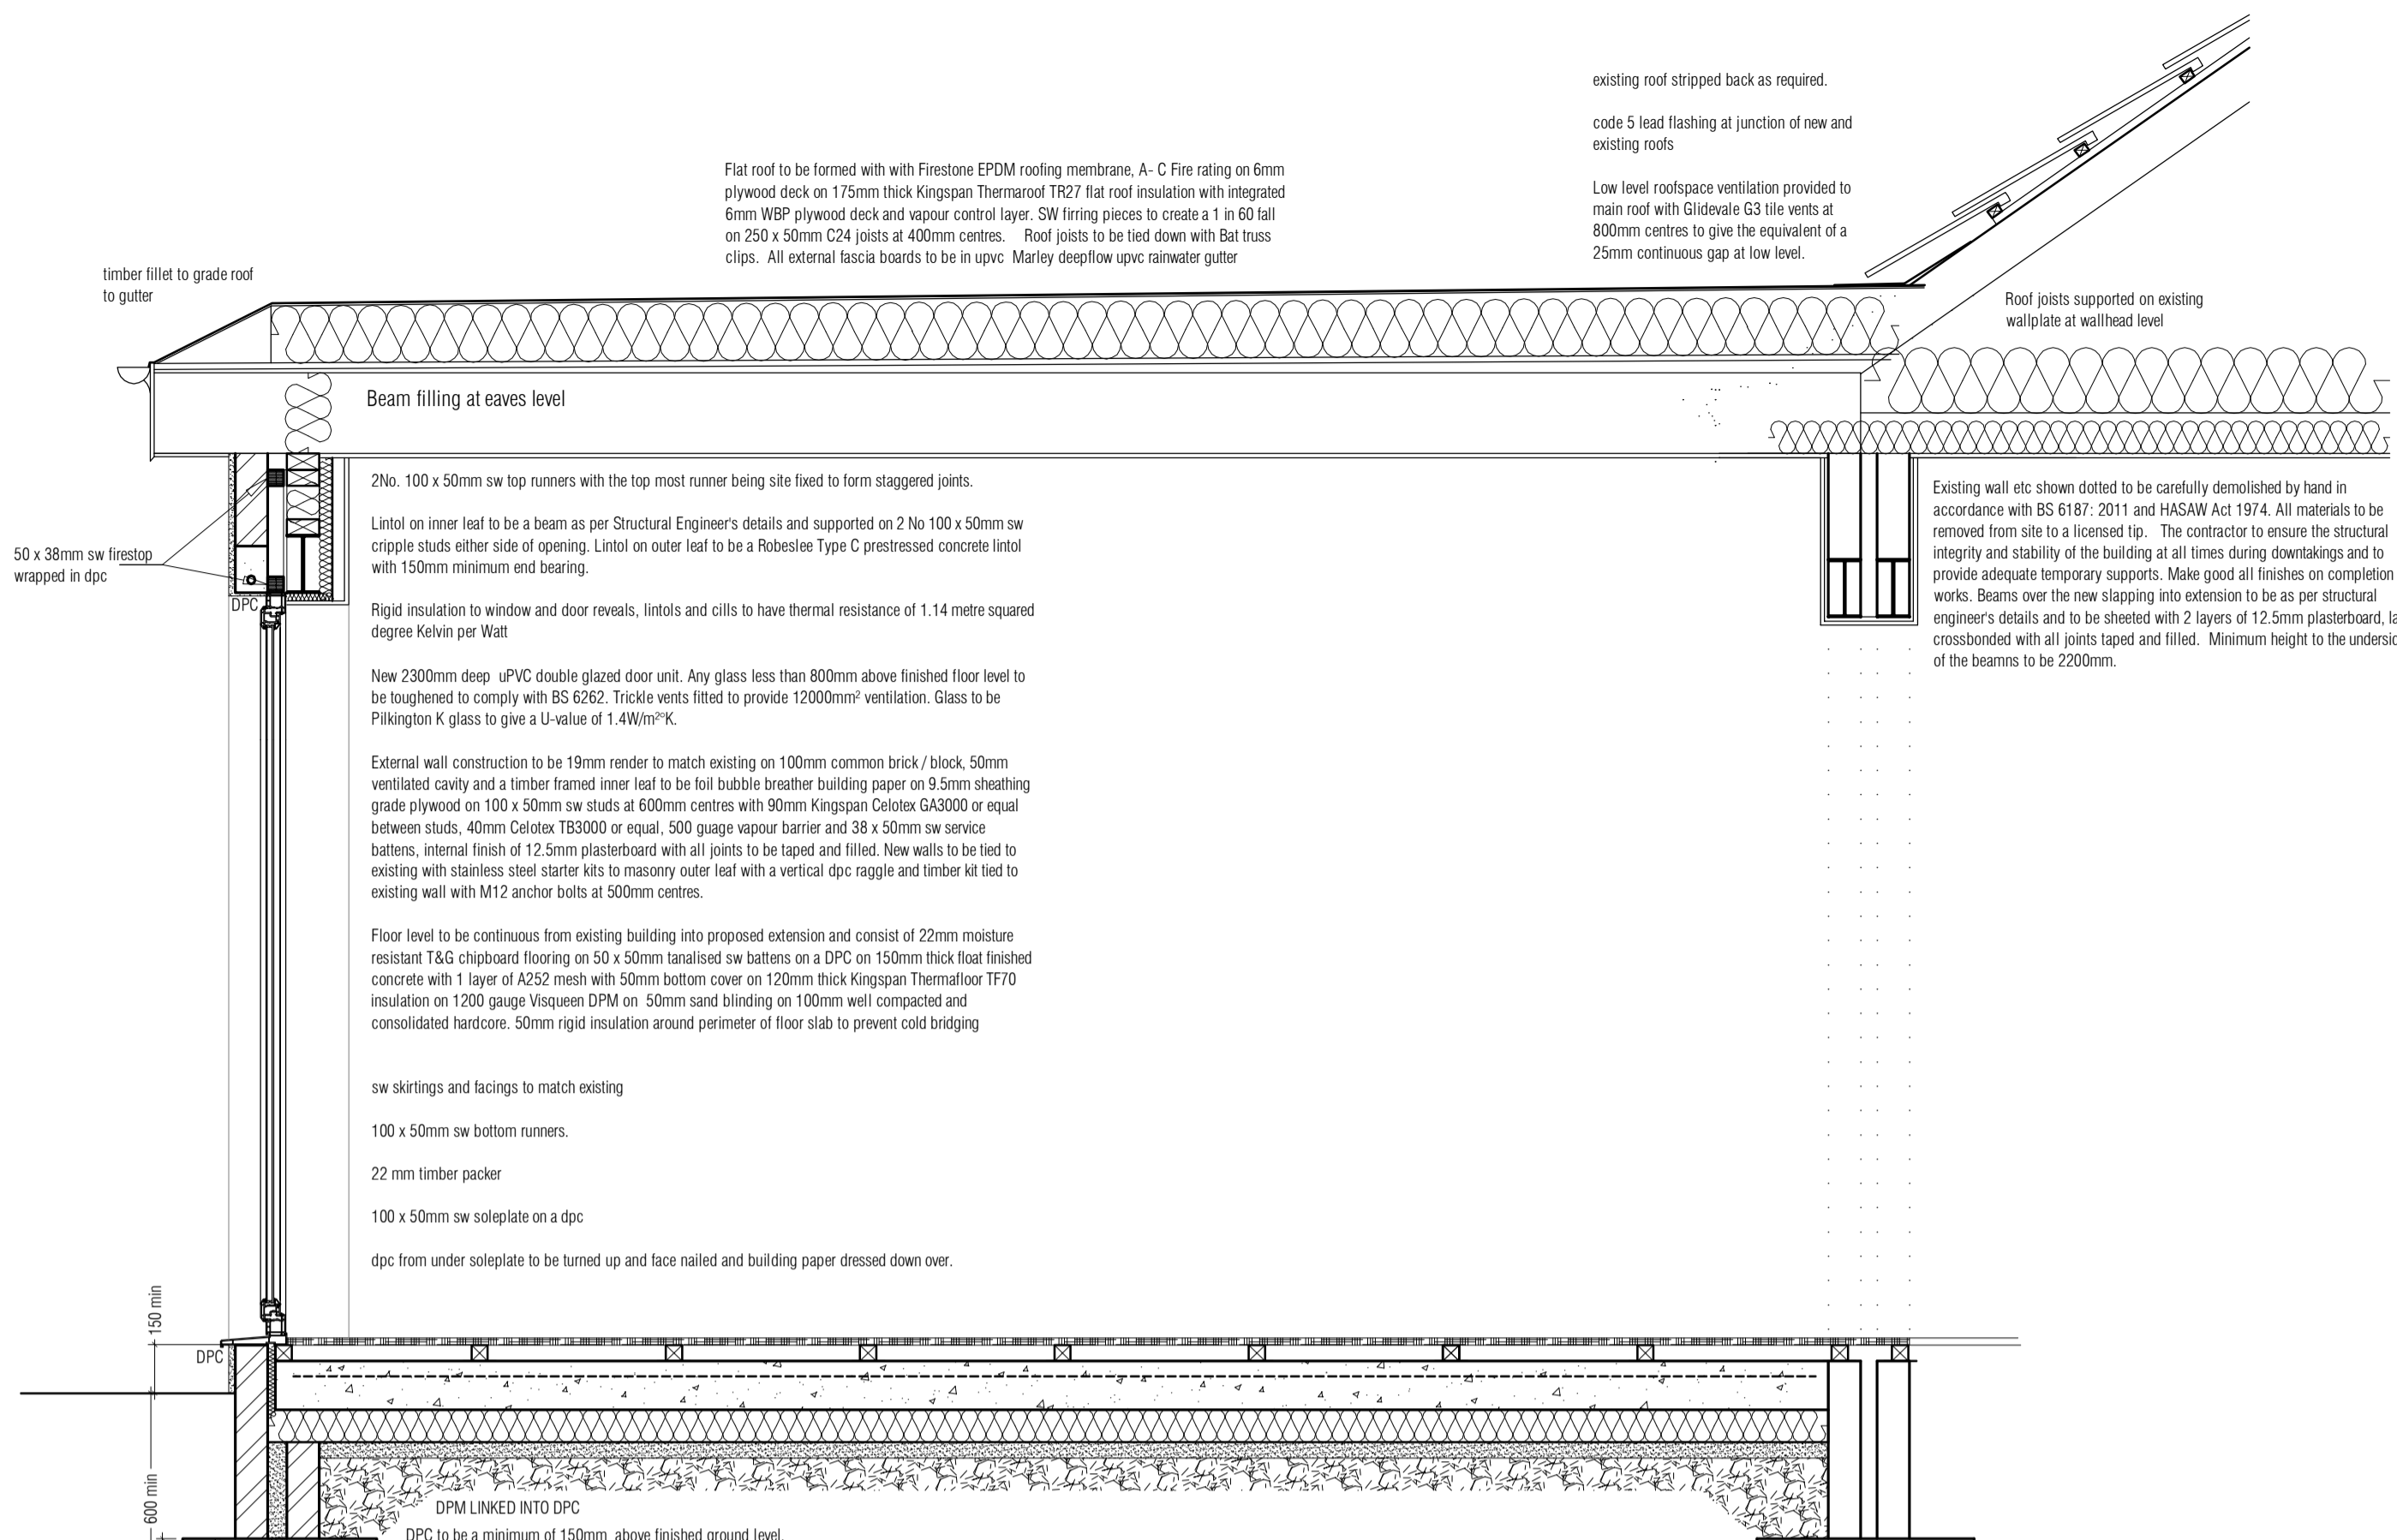 existing roof stripped back as required.
code 5 lead flashing at junction of new and
existing roofs
Low level roofspace ventilation provided to
main roof with Glidevale G3 tile vents at
800mm centres to give the equivalent of a
25mm continuous gap at low level.
Flat roof to be formed with with Firestone EPDM roofing membrane, A- C Fire rating on 6mm
plywood deck on 175mm thick Kingspan Thermaroof TR27 flat roof insulation with integrated
6mm WBP plywood deck and vapour control layer. SW firring pieces to create a 1 in 60 fall
on 250 x 50mm C24 joists at 400mm centres. Roof joists to be tied down with Bat truss
clips. All external fascia boards to be in upvc Marley deepflow upvc rainwater gutter
timber fillet to grade roof
to gutter
Roof joists supported on existing
wallplate at wallhead level
Beam filling at eaves level
50 x 38mm sw firestop
wrapped in dpc
DPC
2No. 100 x 50mm sw top runners with the top most runner being site fixed to form staggered joints.
Lintol on inner leaf to be a beam as per Structural Engineer's details and supported on 2 No 100 x 50mm sw
cripple studs either side of opening. Lintol on outer leaf to be a Robeslee Type C prestressed concrete lintol
with 150mm minimum end bearing.
Rigid insulation to window and door reveals, lintols and cills to have thermal resistance of 1.14 metre squared
degree Kelvin per Watt
New 2300mm deep uPVC double glazed door unit. Any glass less than 800mm above finished floor level to
be toughened to comply with BS 6262. Trickle vents fitted to provide 12000mm² ventilation. Glass to be
Pilkington K glass to give a U-value of 1.4W/m²°K.
External wall construction to be 19mm render to match existing on 100mm common brick / block, 50mm
ventilated cavity and a timber framed inner leaf to be foil bubble breather building paper on 9.5mm sheathing
grade plywood on 100 x 50mm sw studs at 600mm centres with 90mm Kingspan Celotex GA3000 or equal
between studs, 40mm Celotex TB3000 or equal, 500 guage vapour barrier and 38 x 50mm sw service
battens, internal finish of 12.5mm plasterboard with all joints to be taped and filled. New walls to be tied to
existing with stainless steel starter kits to masonry outer leaf with a vertical dpc raggle and timber kit tied to
existing wall with M12 anchor bolts at 500mm centres.
Floor level to be continuous from existing building into proposed extension and consist of 22mm moisture
resistant T&G chipboard flooring on 50 x 50mm tanalised sw battens on a DPC on 150mm thick float finished
concrete with 1 layer of A252 mesh with 50mm bottom cover on 120mm thick Kingspan Thermafloor TF70
insulation on 1200 gauge Visqueen DPM on 50mm sand blinding on 100mm well compacted and
consolidated hardcore. 50mm rigid insulation around perimeter of floor slab to prevent cold bridging
sw skirtings and facings to match existing
100 x 50mm sw bottom runners.
22 mm timber packer
100 x 50mm sw soleplate on a dpc
dpc from under soleplate to be turned up and face nailed and building paper dressed down over.
Existing wall etc shown dotted to be carefully demolished by hand in
accordance with BS 6187: 2011 and HASAW Act 1974. All materials to be
removed from site to a licensed tip. The contractor to ensure the structural
integrity and stability of the building at all times during downtakings and to
provide adequate temporary supports. Make good all finishes on completion
works. Beams over the new slapping into extension to be as per structural
engineer's details and to be sheeted with 2 layers of 12.5mm plasterboard,
crossbonded with all joints taped and filled. Minimum height to the
of the beamns to be 2200mm.
150 min
DPC
600 min
DPM LINKED INTO DPC
DPC to be a minimum of 150mm above finished ground level.